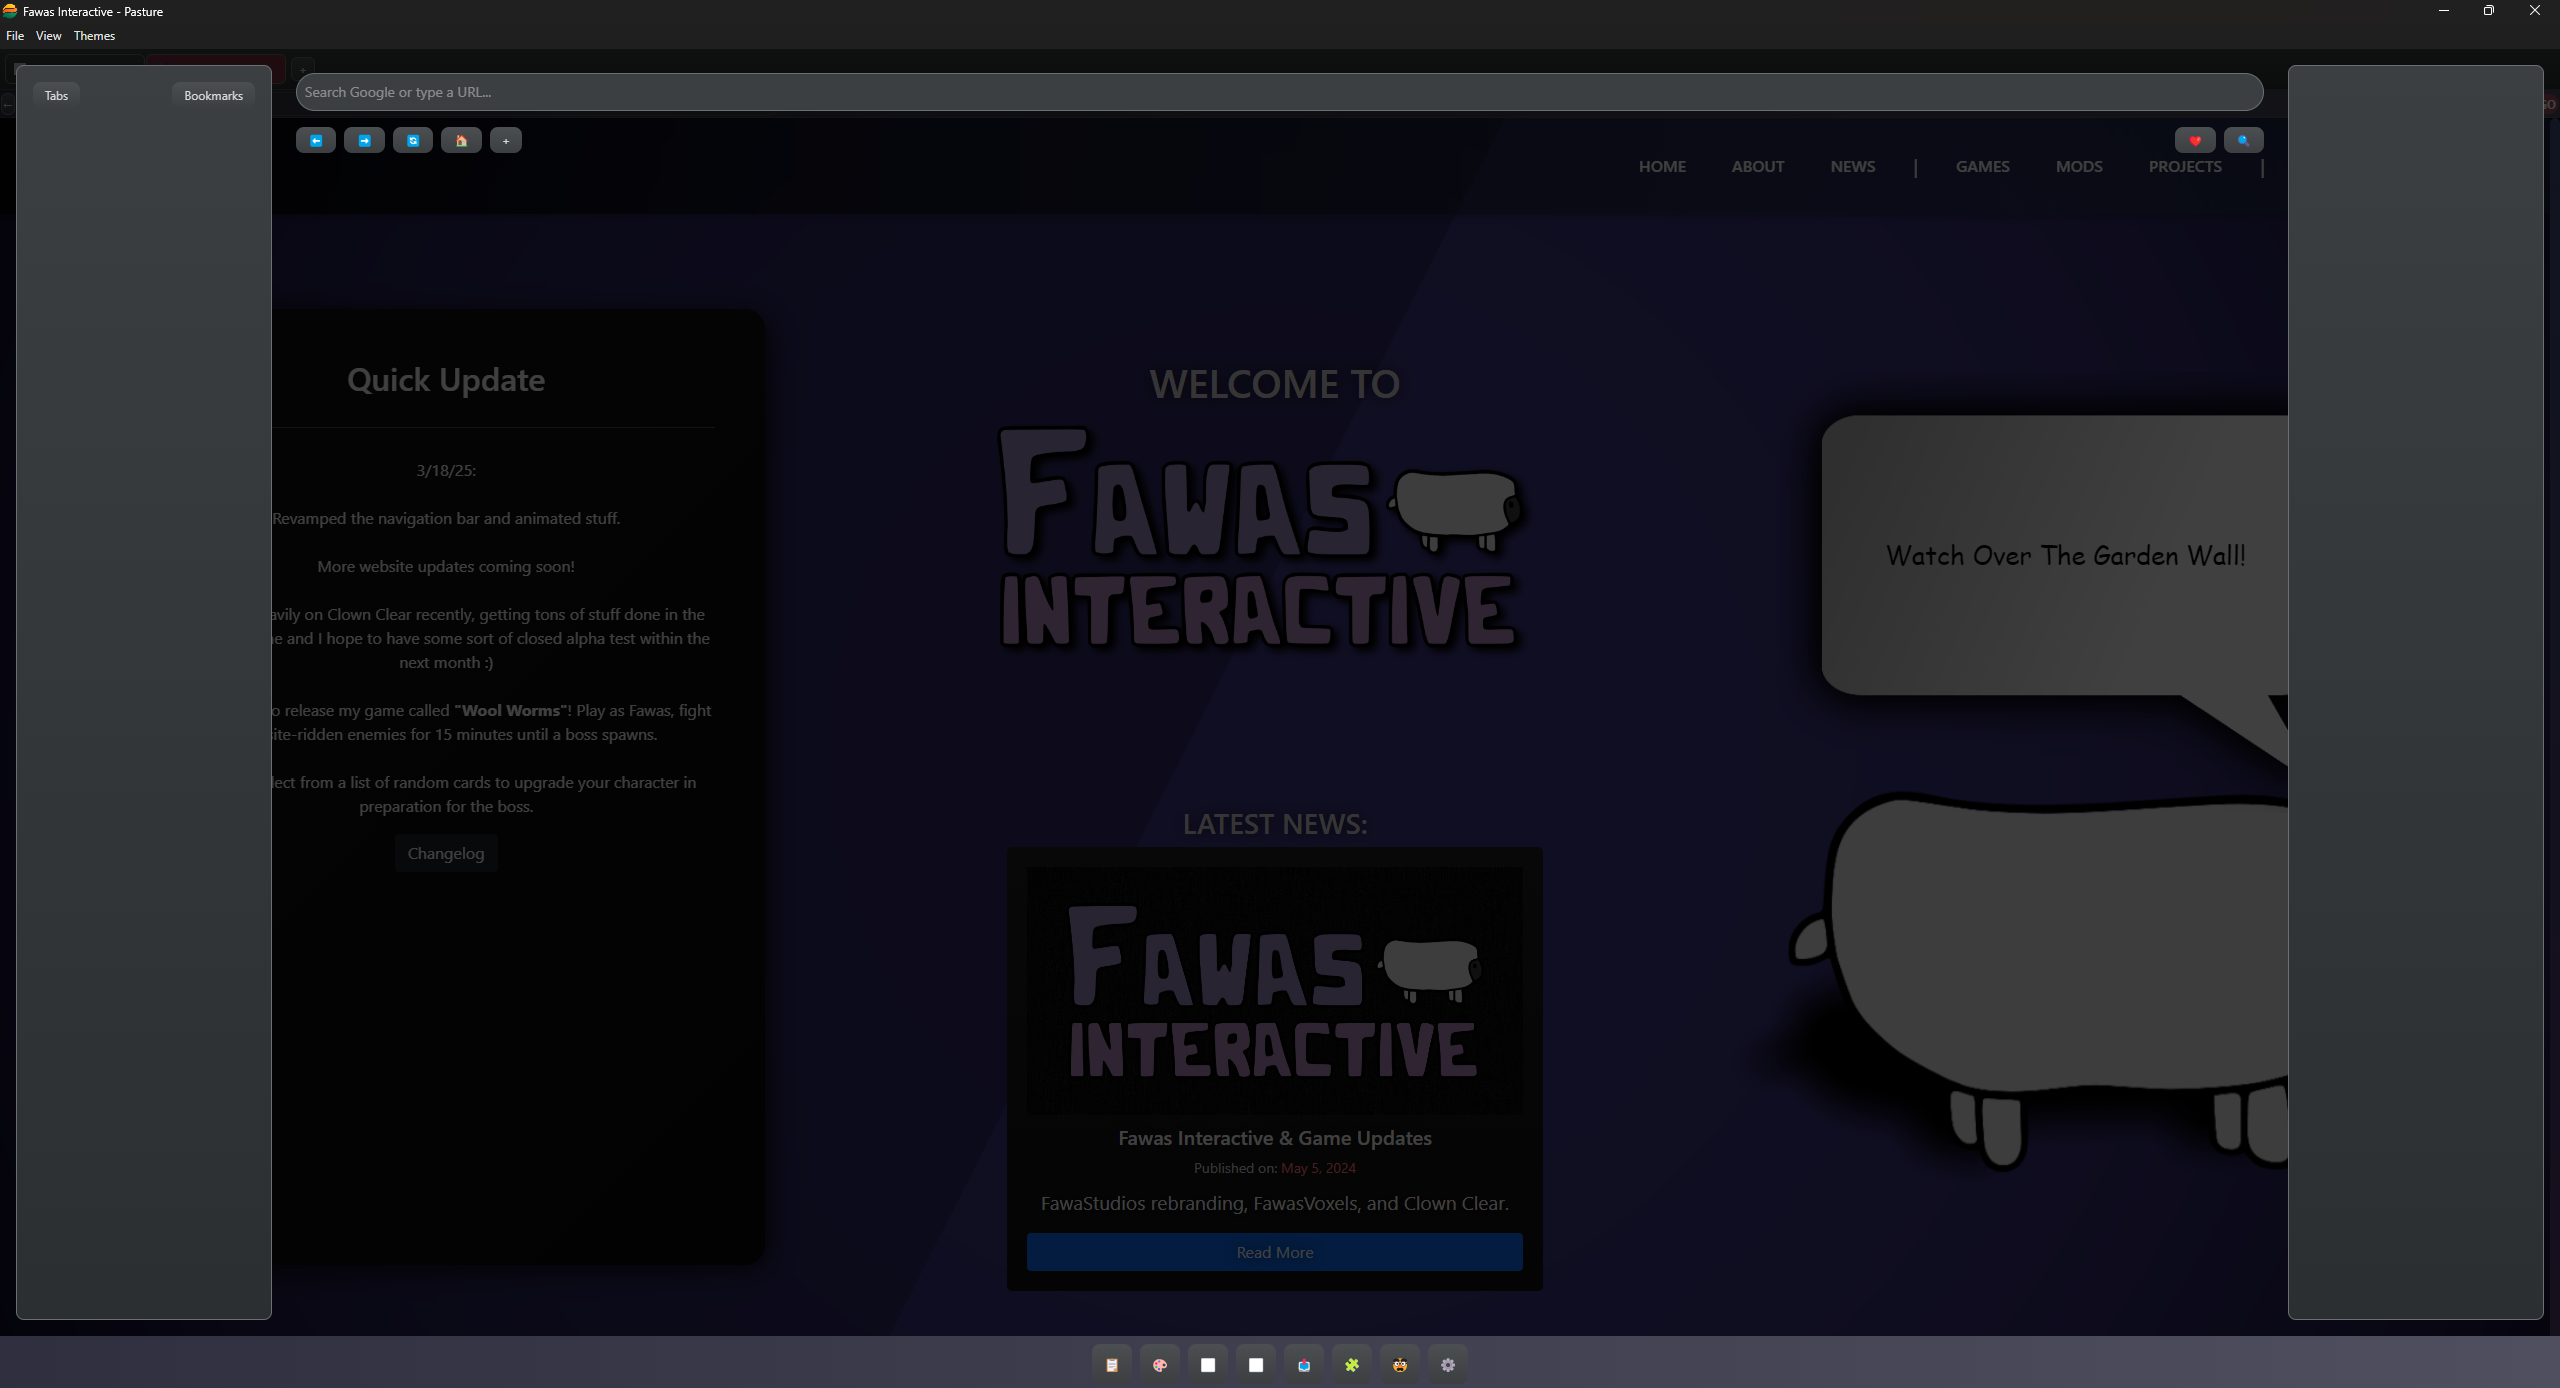 Fawas Interactive - Pasture
File View Themes
Tabs Bookmarks
Search Google or type a URL...
GO
+
HOME ABOUT NEWS | GAMES MODS PROJECTS |
Quick Update
3/18/25:
Revamped the navigation bar and animated stuff.
More website updates coming soon!
on Clown Clear recently, getting tons of stuff done in the
and I hope to have some sort of closed alpha test within the
next month :)
release my game called "Wool Worms"! Play as Fawas, fight
ite-ridden enemies for 15 minutes until a boss spawns.
lect from a list of random cards to upgrade your character in
preparation for the boss.
Changelog
WELCOME TO
FAWAS
INTERACTIVE
Watch Over The Garden Wall!
LATEST NEWS:
FAWAS
INTERACTIVE
Fawas Interactive & Game Updates
Published on: May 5, 2024
FawaStudios rebranding, FawasVoxels, and Clown Clear.
Read More